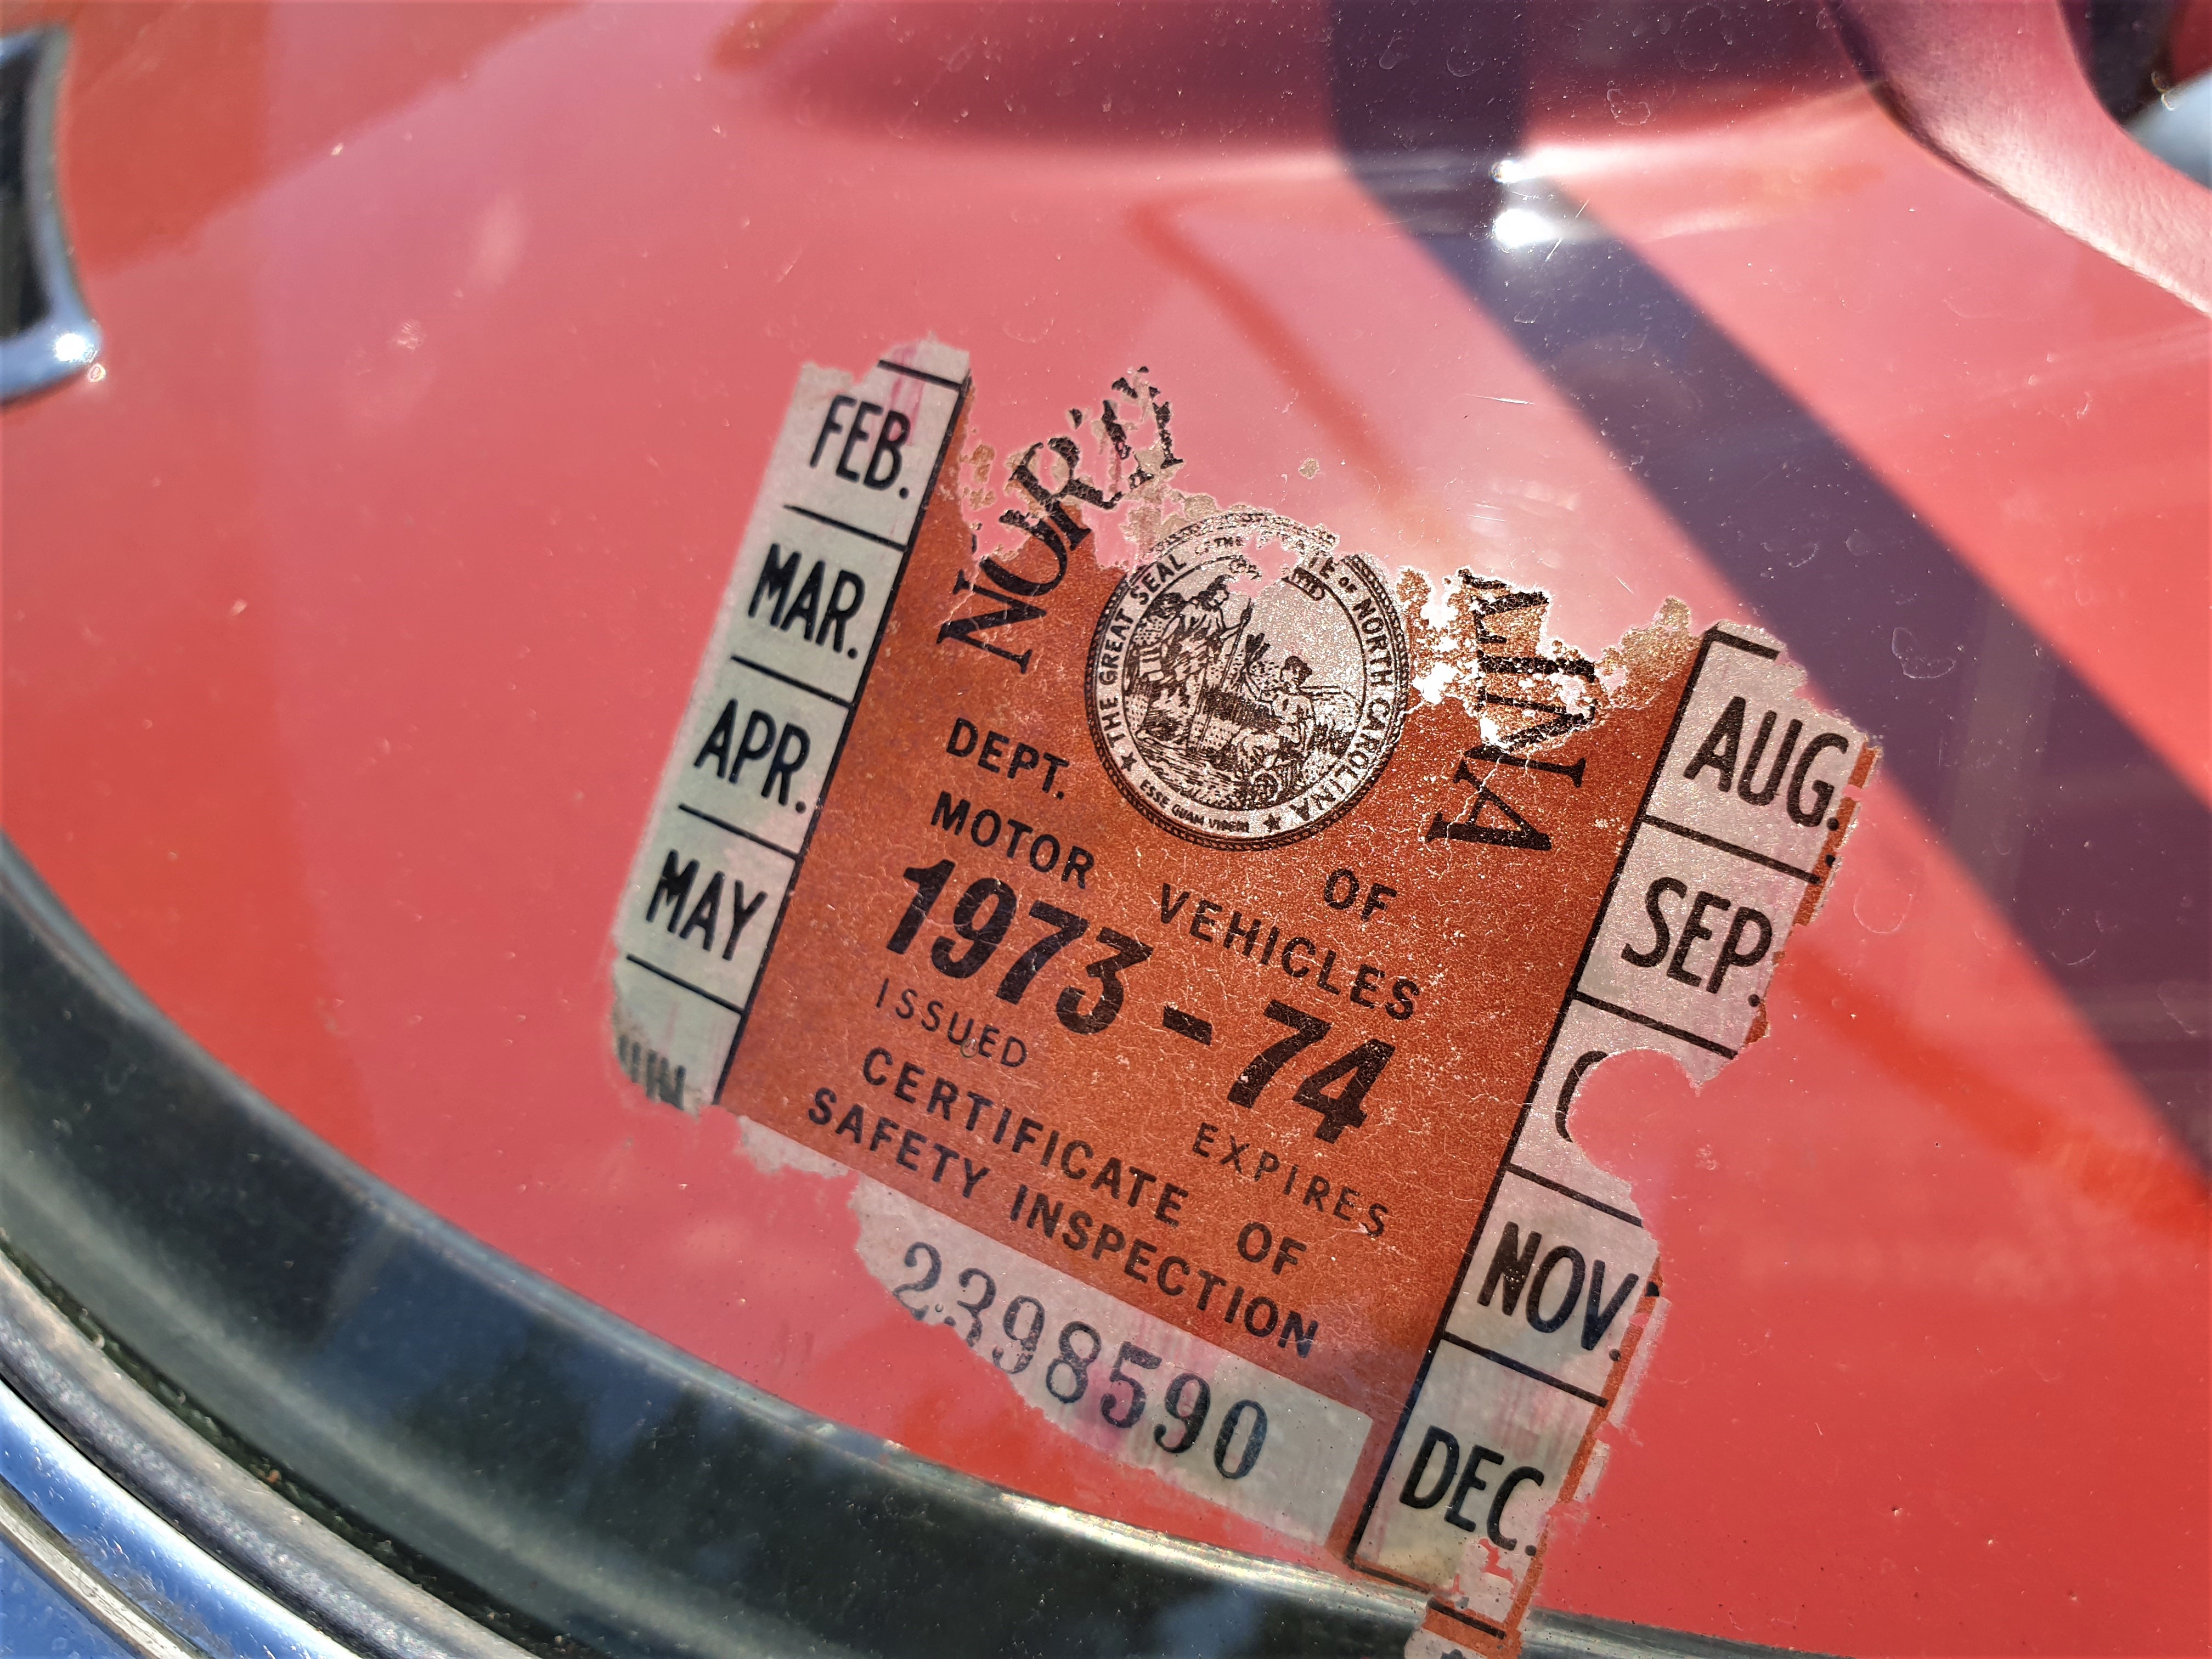 FEB.
MAR.
APR.
MAY
THE GREAT SEAL OF THE STATE OF NORTH CAROLINA
ESSE QUAM VIDERI
DEPT. OF
MOTOR VEHICLES
1973-74
ISSUED EXPIRES
CERTIFICATE OF
SAFETY INSPECTION
2398590
AUG.
SEP.
NOV.
DEC.